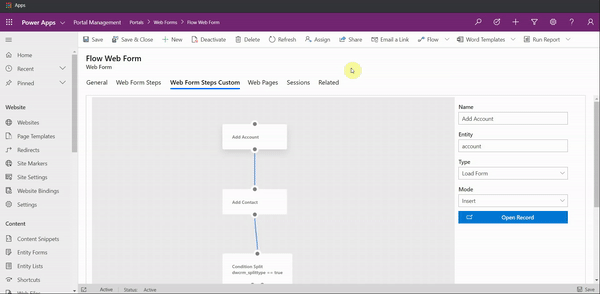 Apps
Power Apps
Portal Management
Portals > Web Forms > Flow Web Form
Save
Save & Close
New
Deactivate
Delete
Refresh
Assign
Share
Email a Link
Flow
Word Templates
Run Report
Home
Recent
Pinned
Website
Websites
Page Templates
Redirects
Site Markers
Site Settings
Website Bindings
Settings
Content
Content Snippets
Entity Forms
Entity Lists
Shortcuts
Web Files
Flow Web Form
Web Form
General
Web Form Steps
Web Form Steps Custom
Web Pages
Sessions
Related
Add Account
Add Contact
Condition Split
dworm_splittype == true
Name
Add Account
Entity
account
Type
Load Form
Mode
Insert
Open Record
Active
Status: Active
Save